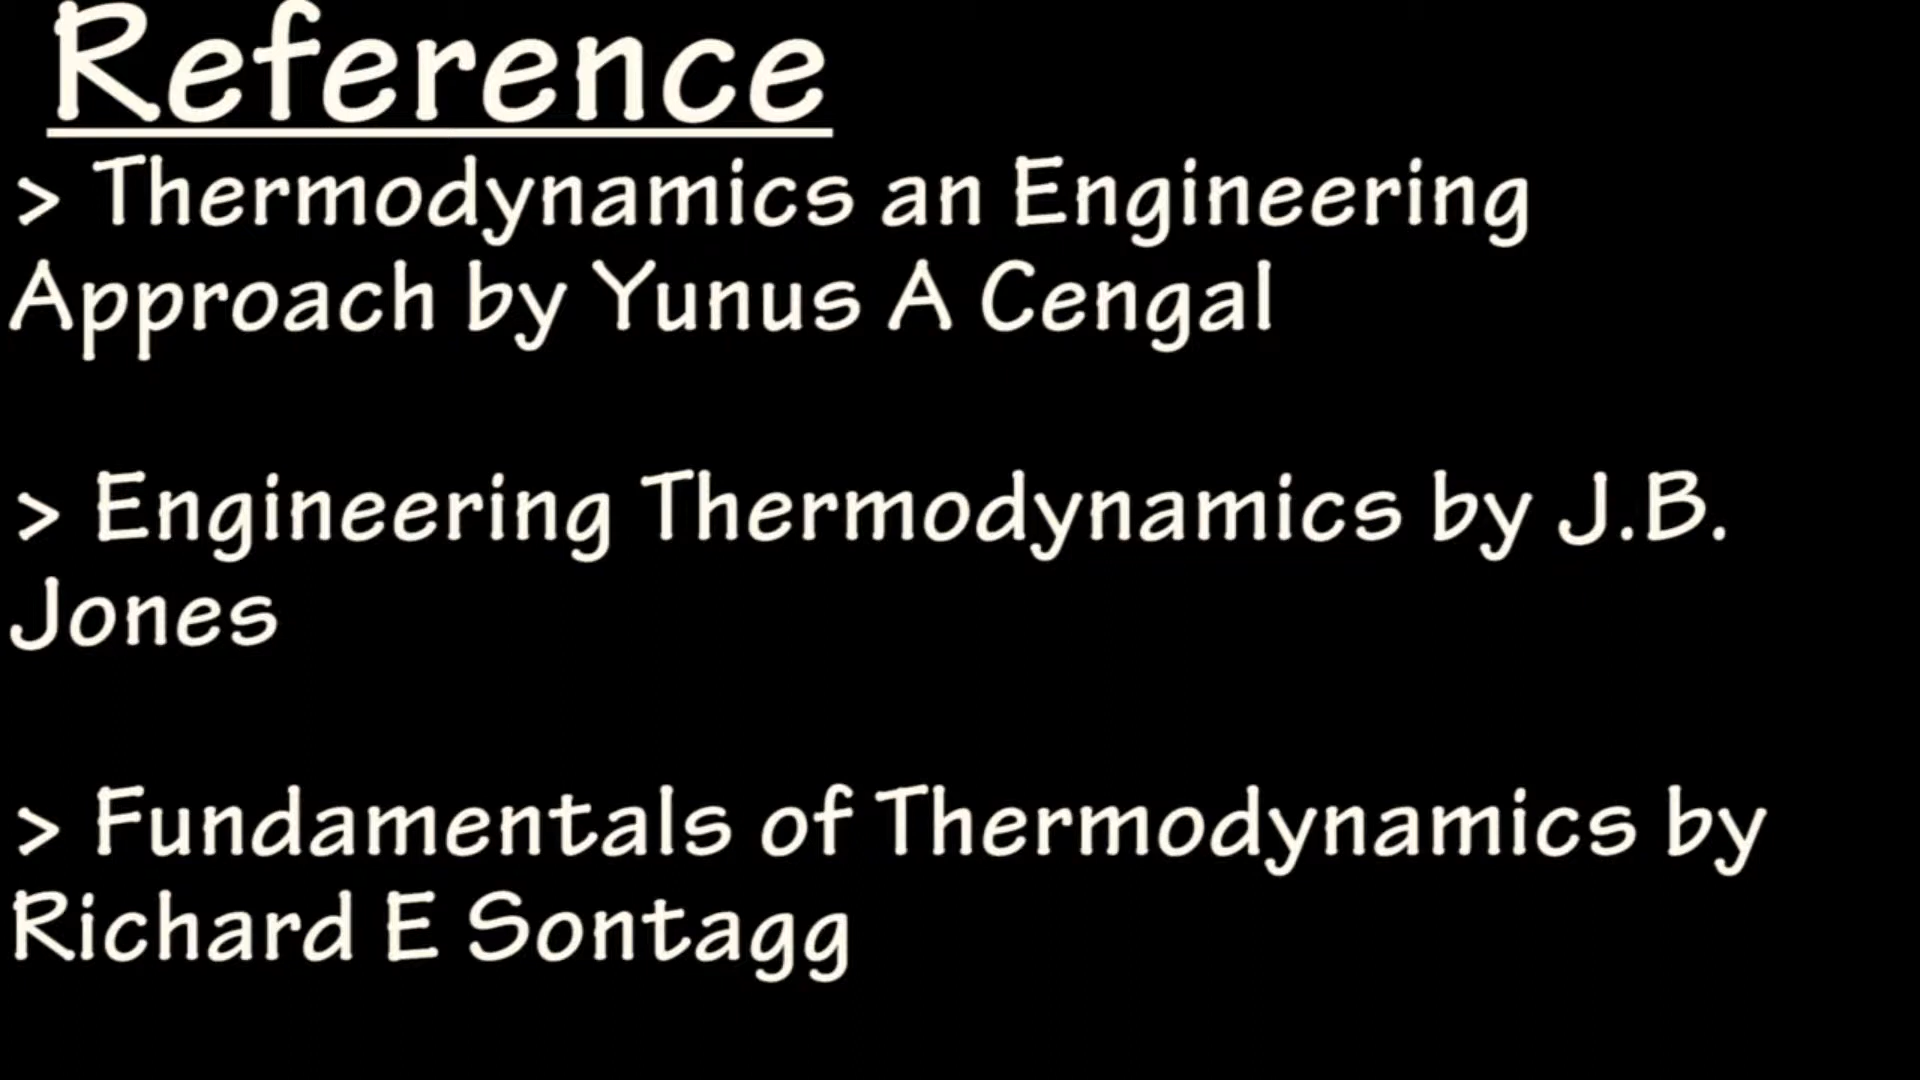 Reference
> Thermodynamics an Engineering
Approach by Yunus A Cengal
> Engineering Thermodynamics by J.B.
Jones
> Fundamentals of Thermodynamics by
Richard E Sontagg